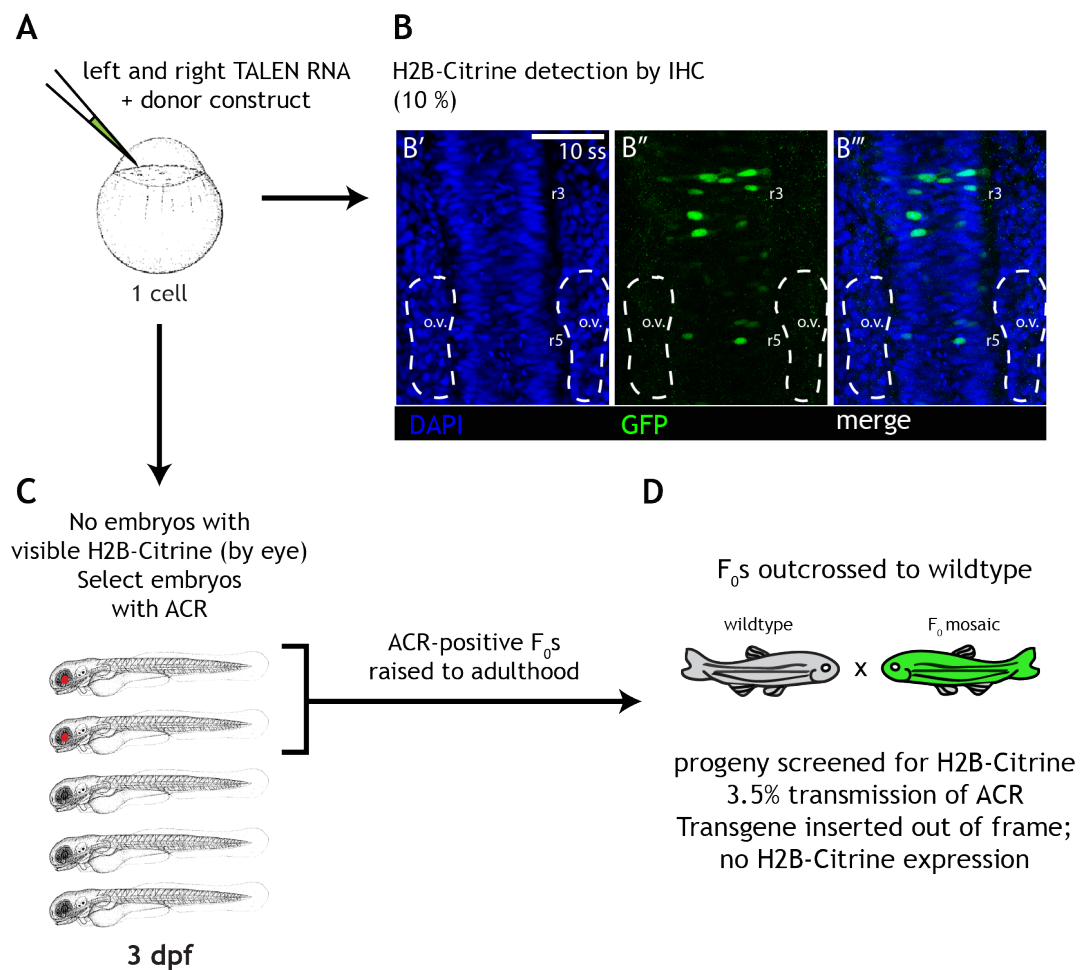 A
left and right TALEN RNA
+ donor construct
1 cell
B
H2B-Citrine detection by IHC
(10 %)
B'
10 ss
r3
o.v.
o.v.
r5
DAPI
B''
r3
o.v.
o.v.
r5
GFP
B'''
r3
o.v.
o.v.
r5
merge
C
No embryos with
visible H2B-Citrine (by eye)
Select embryos
with ACR
3 dpf
ACR-positive F0s
raised to adulthood
D
F0s outcrossed to wildtype
wildtype
F0 mosaic
x
progeny screened for H2B-Citrine
3.5% transmission of ACR
Transgene inserted out of frame;
no H2B-Citrine expression